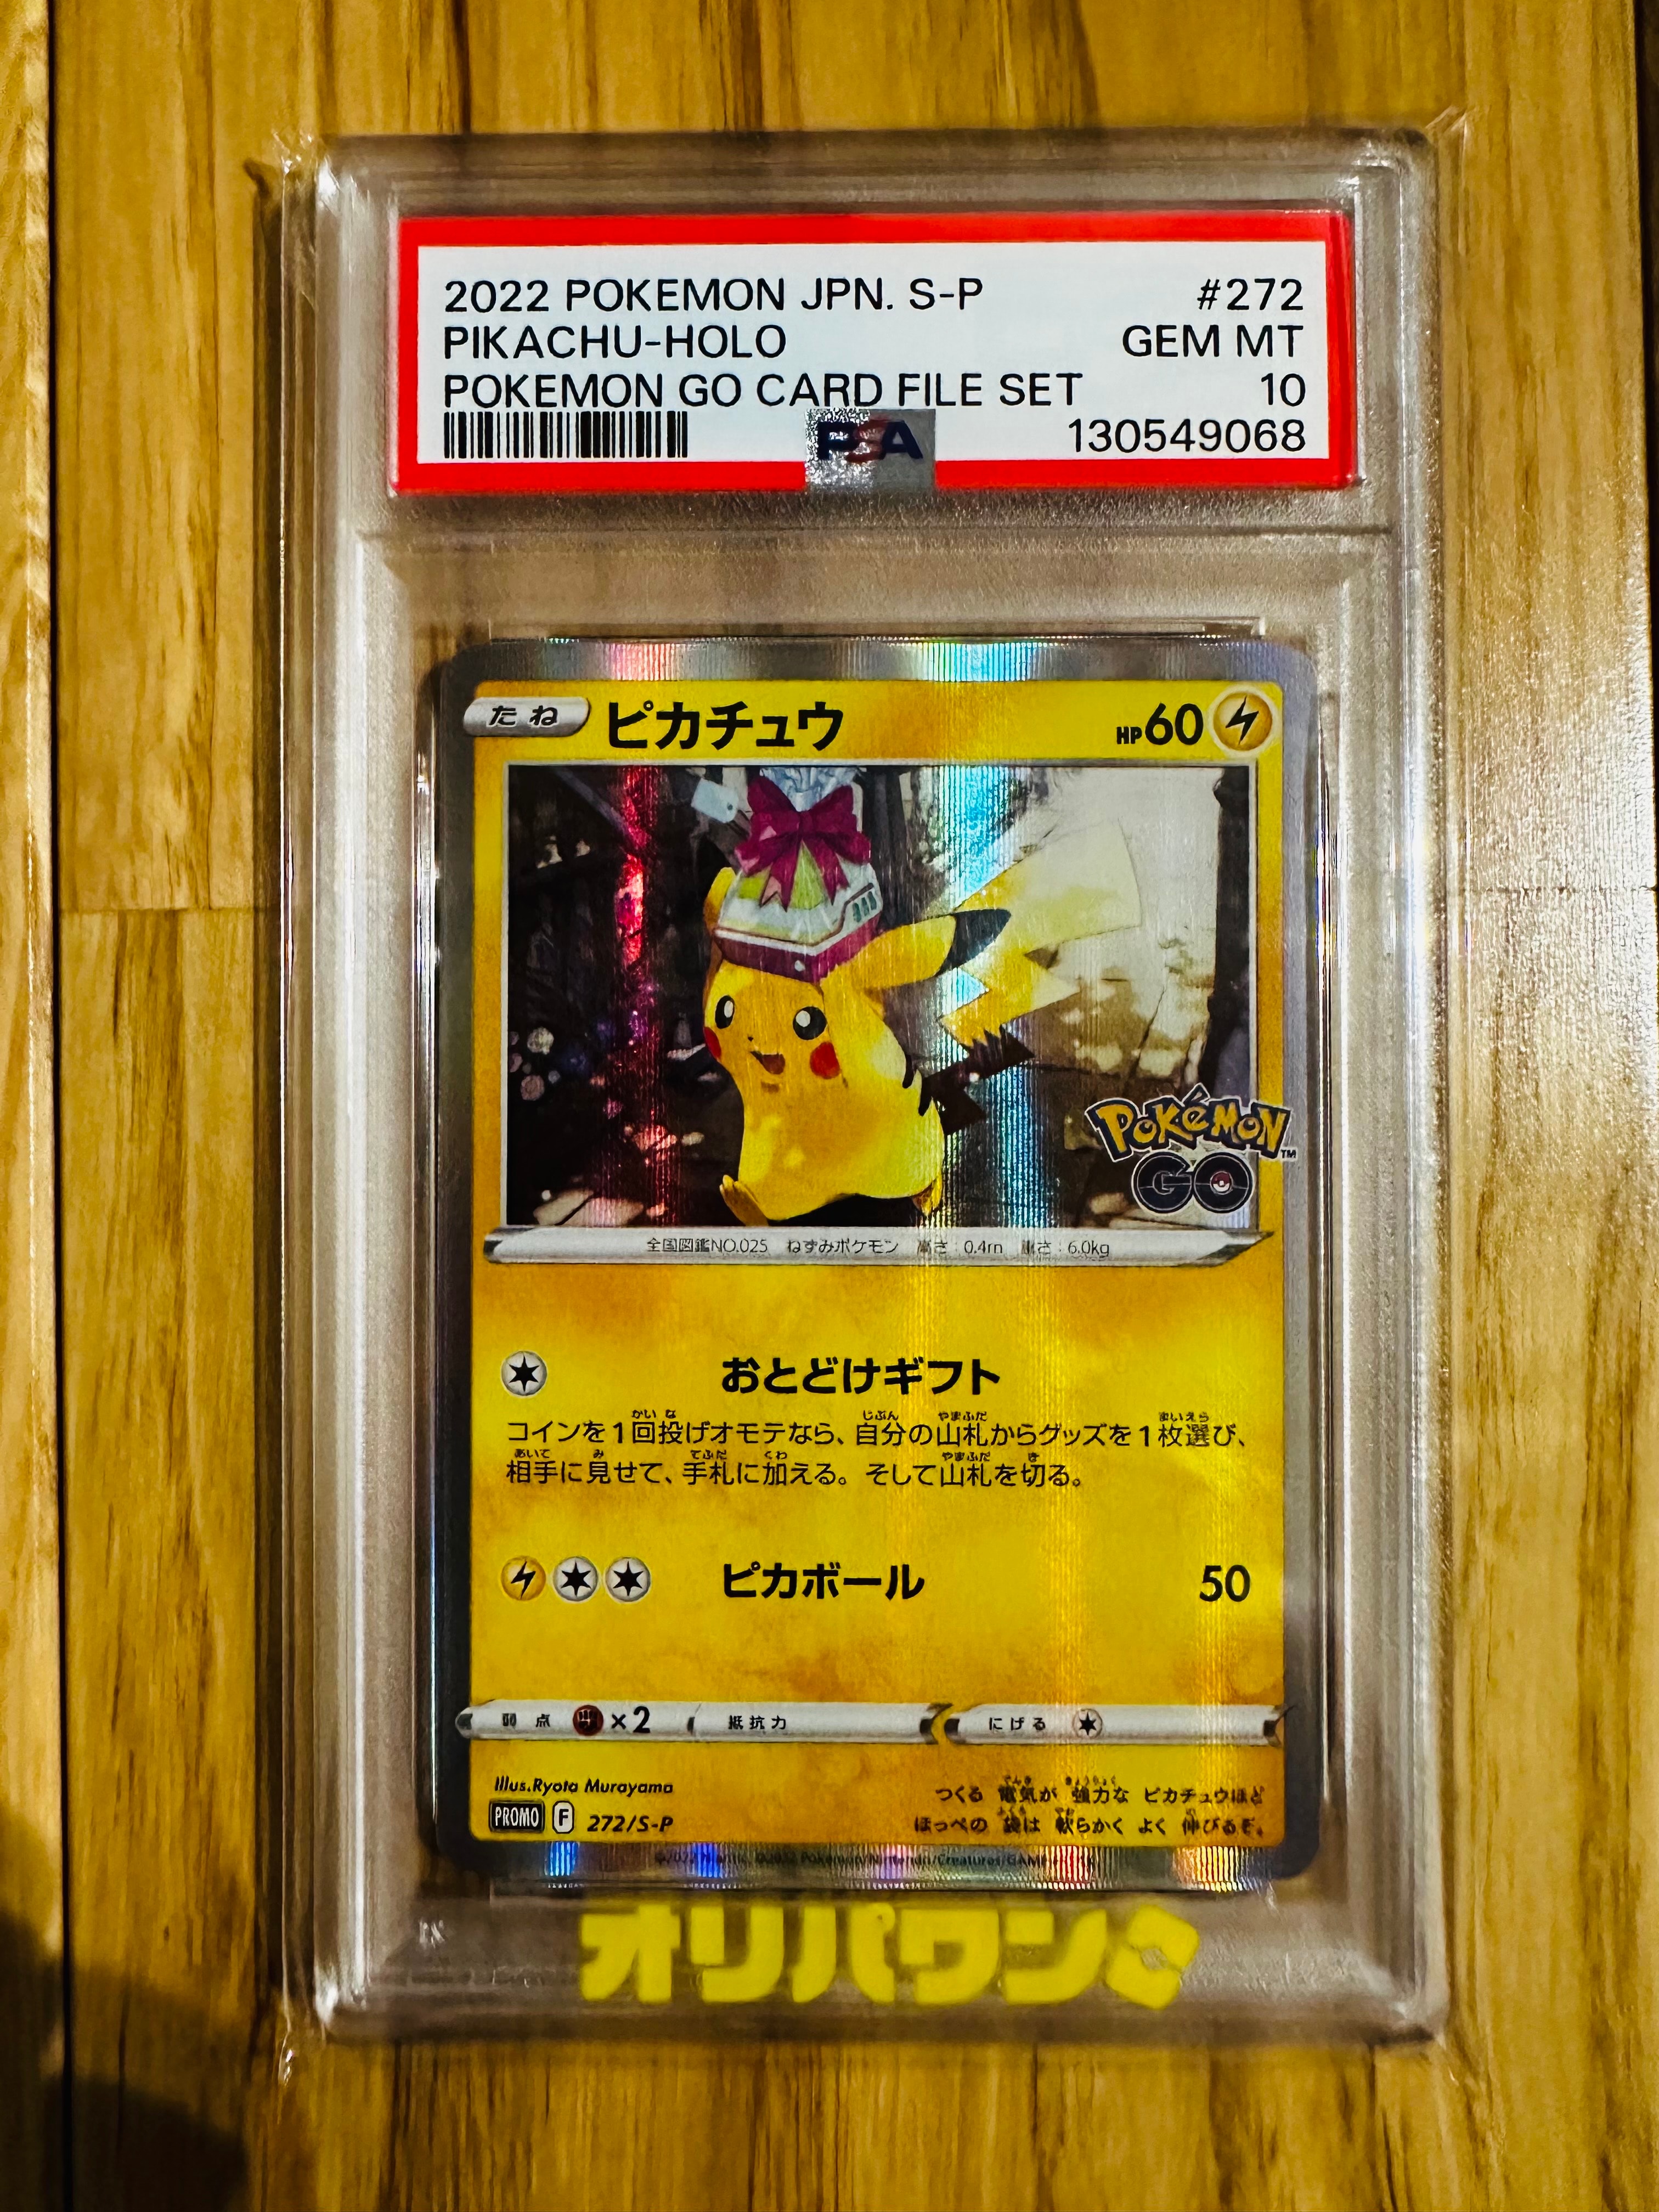 2022 POKEMON JPN. S-P #272
PIKACHU-HOLO GEM MT
POKEMON GO CARD FILE SET 10
PSA 130549068
たね ピカチュウ HP60
Pokémon
GO
TM
全国図鑑NO.025 ねずみポケモン 高さ:0.4m 重さ:6.0kg
おとどけギフト
コインを1回投げオモテなら、自分の山札からグッズを1枚選び、
相手に見せて、手札に加える。そして山札を切る。
ピカボール 50
弱点 ×2 抵抗力 にげる
Illus.Ryota Murayama
PROMO F 272/S-P
つくる 電気が 強力な ピカチュウほど
ほっぺの 袋は 軟らかく よく 伸びるぞ。
オリパワン